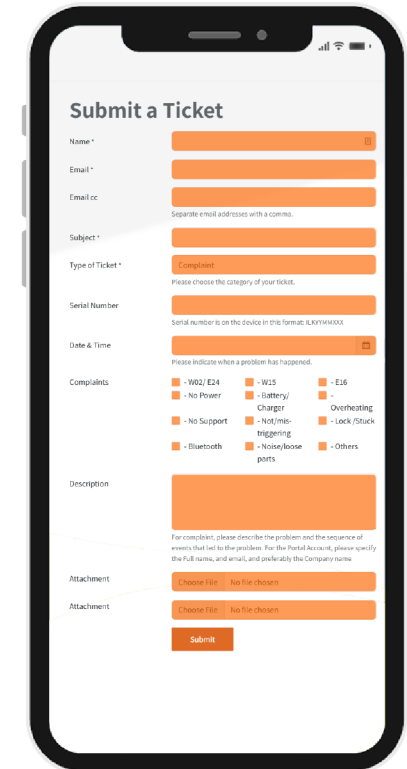 Submit a Ticket
Name *
Email *
Email cc
Separate email addresses with a comma.
Subject *
Type of Ticket *
Complaint
Please choose the category of your ticket.
Serial Number
Serial number is on the device in this format: ILKYYMMXXX
Date & Time
Please indicate when a problem has happened.
Complaints
- W02/ E24
- W15
- E16
- No Power
- Battery/
Charger
-
Overheating
- No Support
- Not/mis-
triggering
- Lock /Stuck
- Bluetooth
- Noise/loose
parts
- Others
Description
For complaint, please describe the problem and the sequence of
events that led to the problem. For the Portal Account, please specify
the Full name, and email, and preferably the Company name
Attachment
Choose File No file chosen
Attachment
Choose File No file chosen
Submit